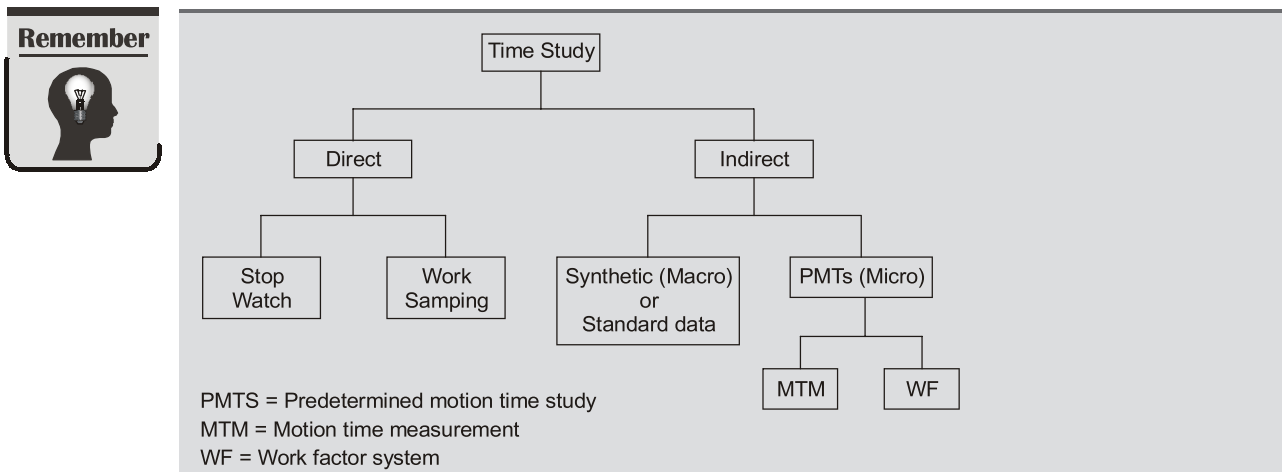 Remember
Time Study
Direct
Indirect
Stop
Watch
Work
Samping
Synthetic (Macro)
or
Standard data
PMTs (Micro)
MTM
WF
PMTS = Predetermined motion time study
MTM = Motion time measurement
WF = Work factor system